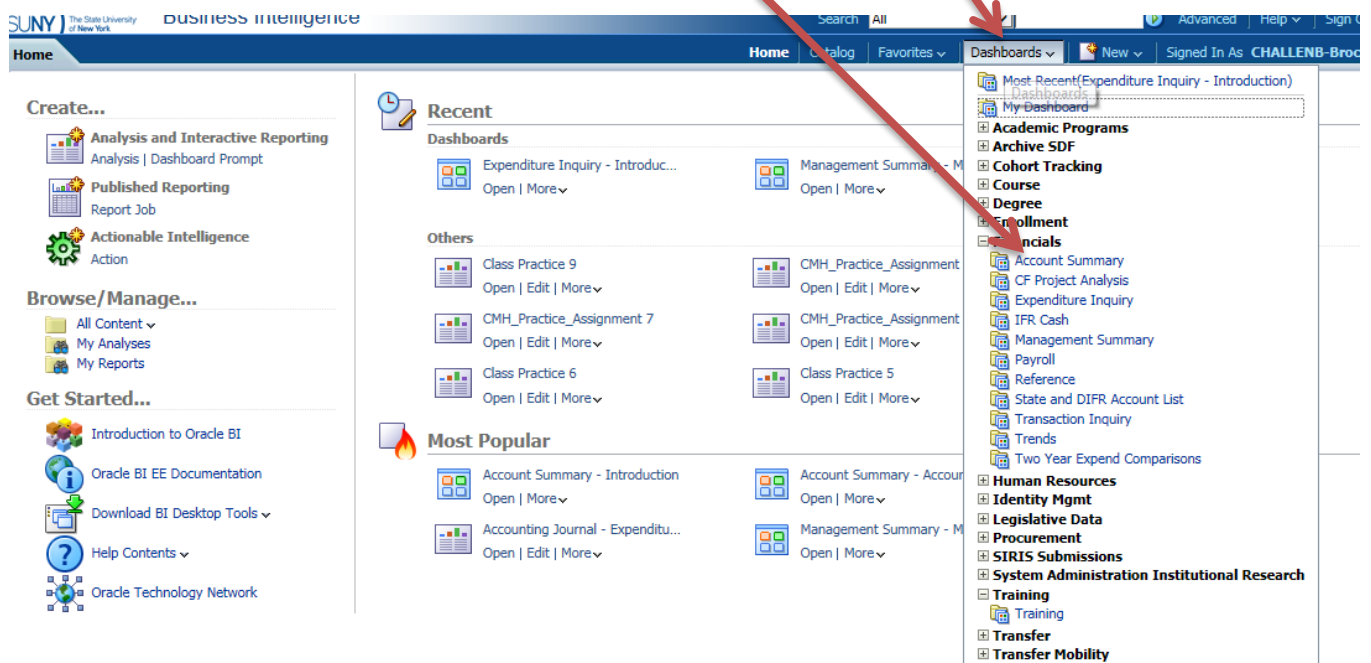 SUNY The State University of New York Business Intelligence Search All Advanced Help Sign
Home Home Catalog Favorites Dashboards New Signed In As CHALLENB-Broc
Create...
Analysis and Interactive Reporting
Analysis | Dashboard Prompt
Published Reporting
Report Job
Actionable Intelligence
Action
Browse/Manage...
All Content
My Analyses
My Reports
Get Started...
Introduction to Oracle BI
Oracle BI EE Documentation
Download BI Desktop Tools
Help Contents
Oracle Technology Network
Recent
Dashboards
Expenditure Inquiry - Introduc... Management Summary - M
Open | More Open | More
Others
Class Practice 9 CMH_Practice_Assignment
Open | Edit | More Open | Edit | More
CMH_Practice_Assignment 7 CMH_Practice_Assignment
Open | Edit | More Open | Edit | More
Class Practice 6 Class Practice 5
Open | Edit | More Open | Edit | More
Most Popular
Account Summary - Introduction Account Summary - Accour
Open | More Open | More
Accounting Journal - Expenditu... Management Summary - M
Open | Edit | More Open | More
Most Recent(Expenditure Inquiry - Introduction)
Dashboards
My Dashboard
Academic Programs
Archive SDF
Cohort Tracking
Course
Degree
Enrollment
Financials
Account Summary
CF Project Analysis
Expenditure Inquiry
IFR Cash
Management Summary
Payroll
Reference
State and DIFR Account List
Transaction Inquiry
Trends
Two Year Expend Comparisons
Human Resources
Identity Mgmt
Legislative Data
Procurement
SIRIS Submissions
System Administration Institutional Research
Training
Training
Transfer
Transfer Mobility